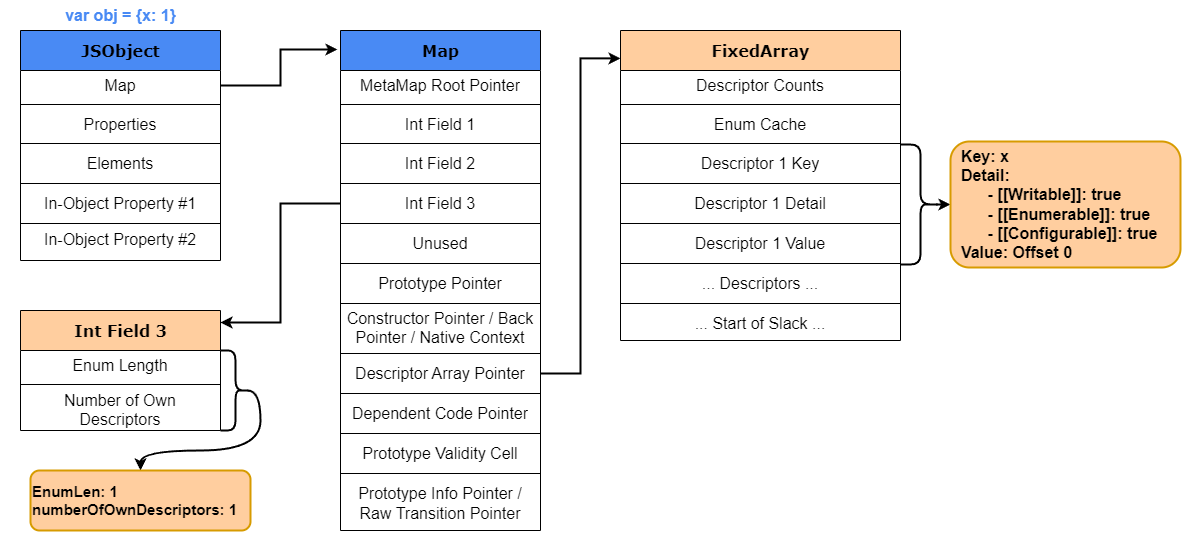 var obj = {x: 1}
JSObject
Map
Properties
Elements
In-Object Property #1
In-Object Property #2
Int Field 3
Enum Length
Number of Own
Descriptors
EnumLen: 1
numberOfOwnDescriptors: 1
Map
MetaMap Root Pointer
Int Field 1
Int Field 2
Int Field 3
Unused
Prototype Pointer
Constructor Pointer / Back
Pointer / Native Context
Descriptor Array Pointer
Dependent Code Pointer
Prototype Validity Cell
Prototype Info Pointer /
Raw Transition Pointer
FixedArray
Descriptor Counts
Enum Cache
Descriptor 1 Key
Descriptor 1 Detail
Descriptor 1 Value
... Descriptors ...
... Start of Slack ...
Key: x
Detail:
- [[Writable]]: true
- [[Enumerable]]: true
- [[Configurable]]: true
Value: Offset 0